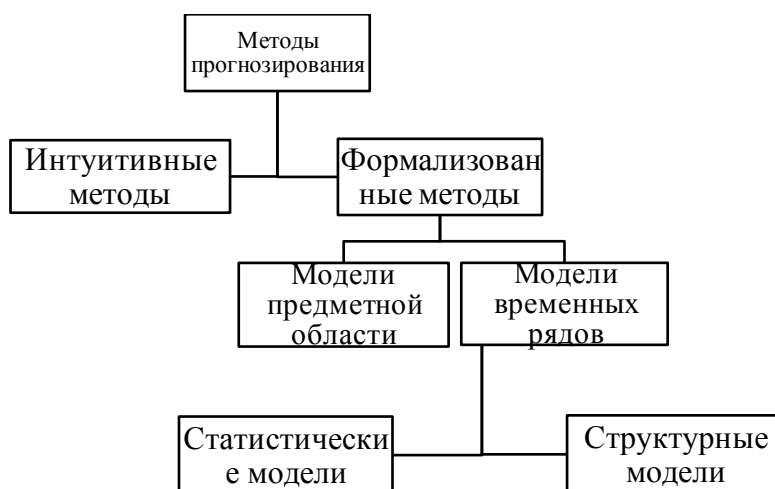 Методы
прогнозирования
Интуитивные
методы
Формализован
ные методы
Модели
предметной
области
Модели
временных
рядов
Статистически
е модели
Структурные
модели